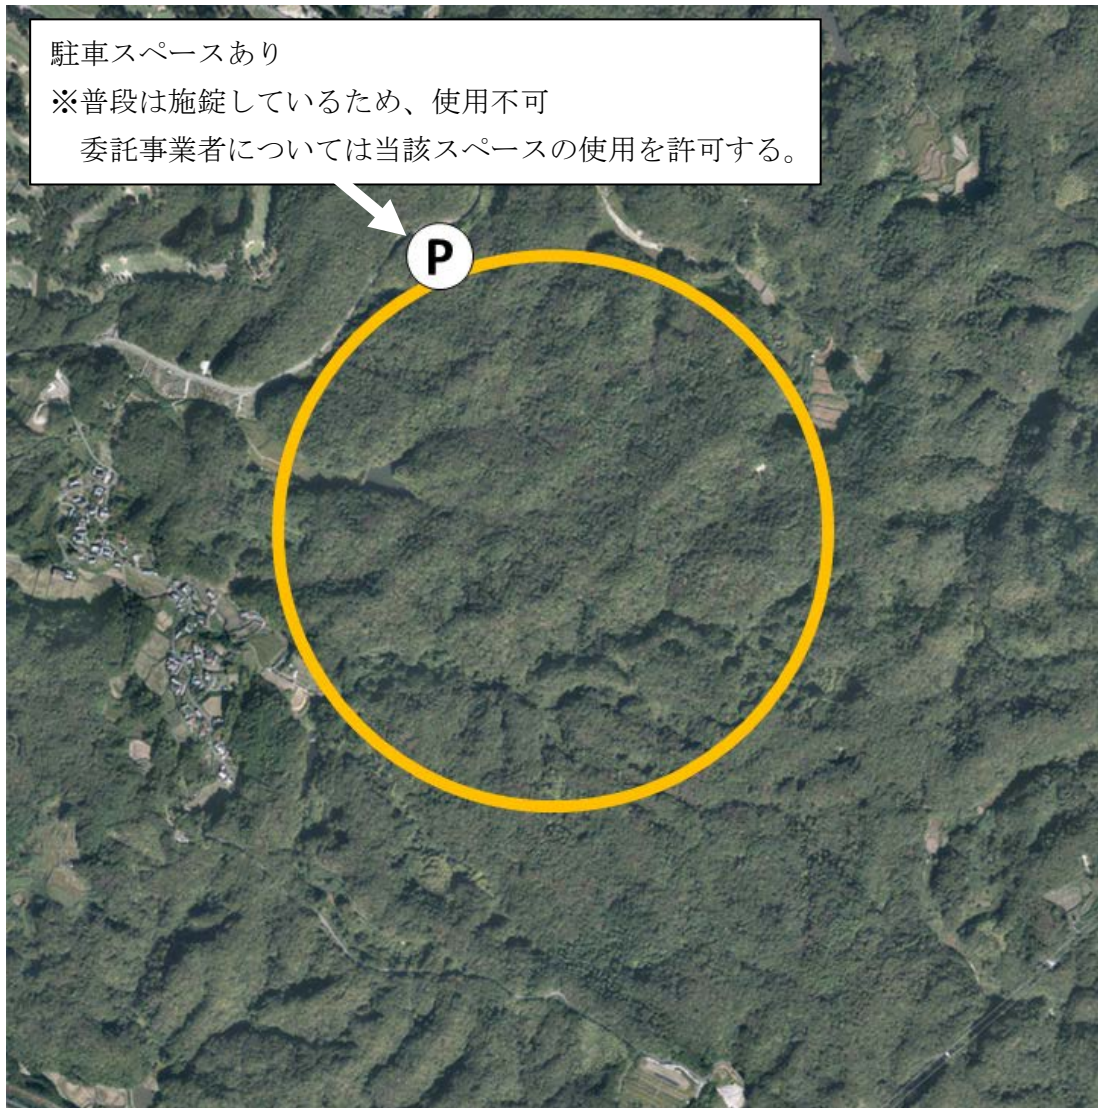 駐車スペースあり
※普段は施錠しているため、使用不可
委託事業者については当該スペースの使用を許可する。
P